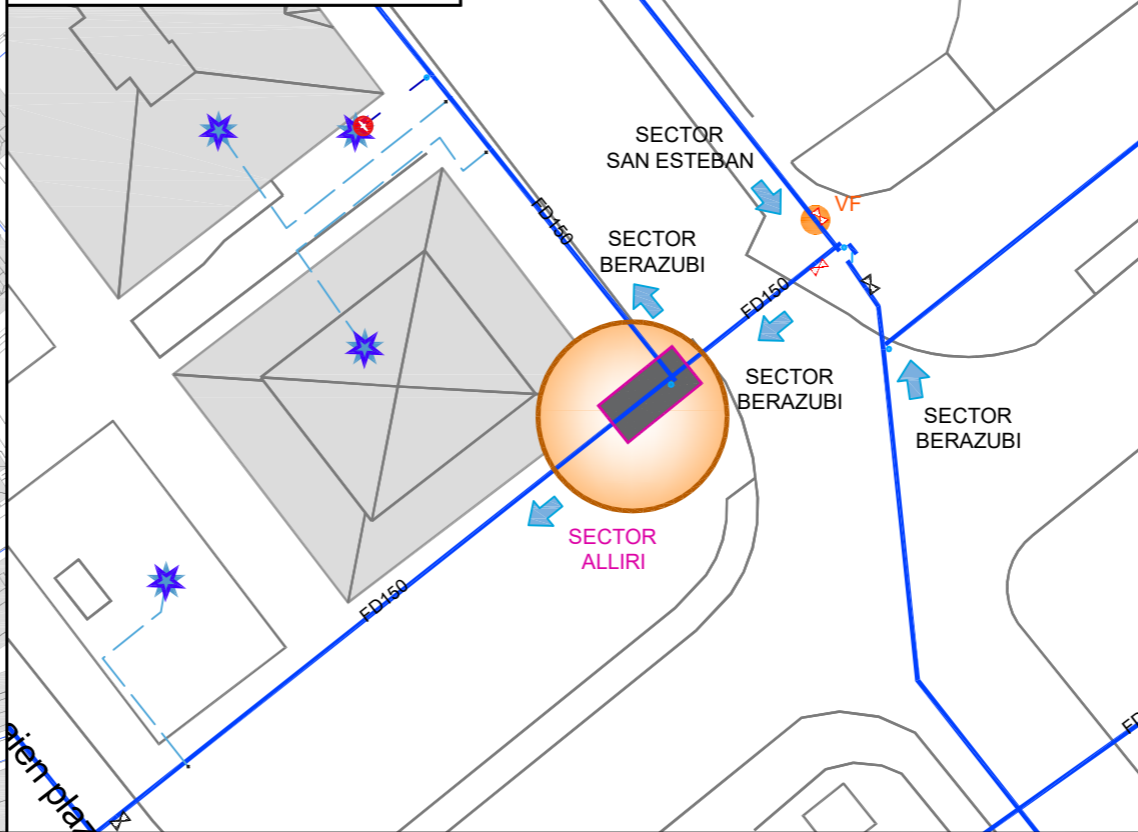 SECTOR
SAN ESTEBAN
VF
FD150
SECTOR
BERAZUBI
FD150
SECTOR
BERAZUBI
SECTOR
BERAZUBI
SECTOR
ALLIRI
FD150